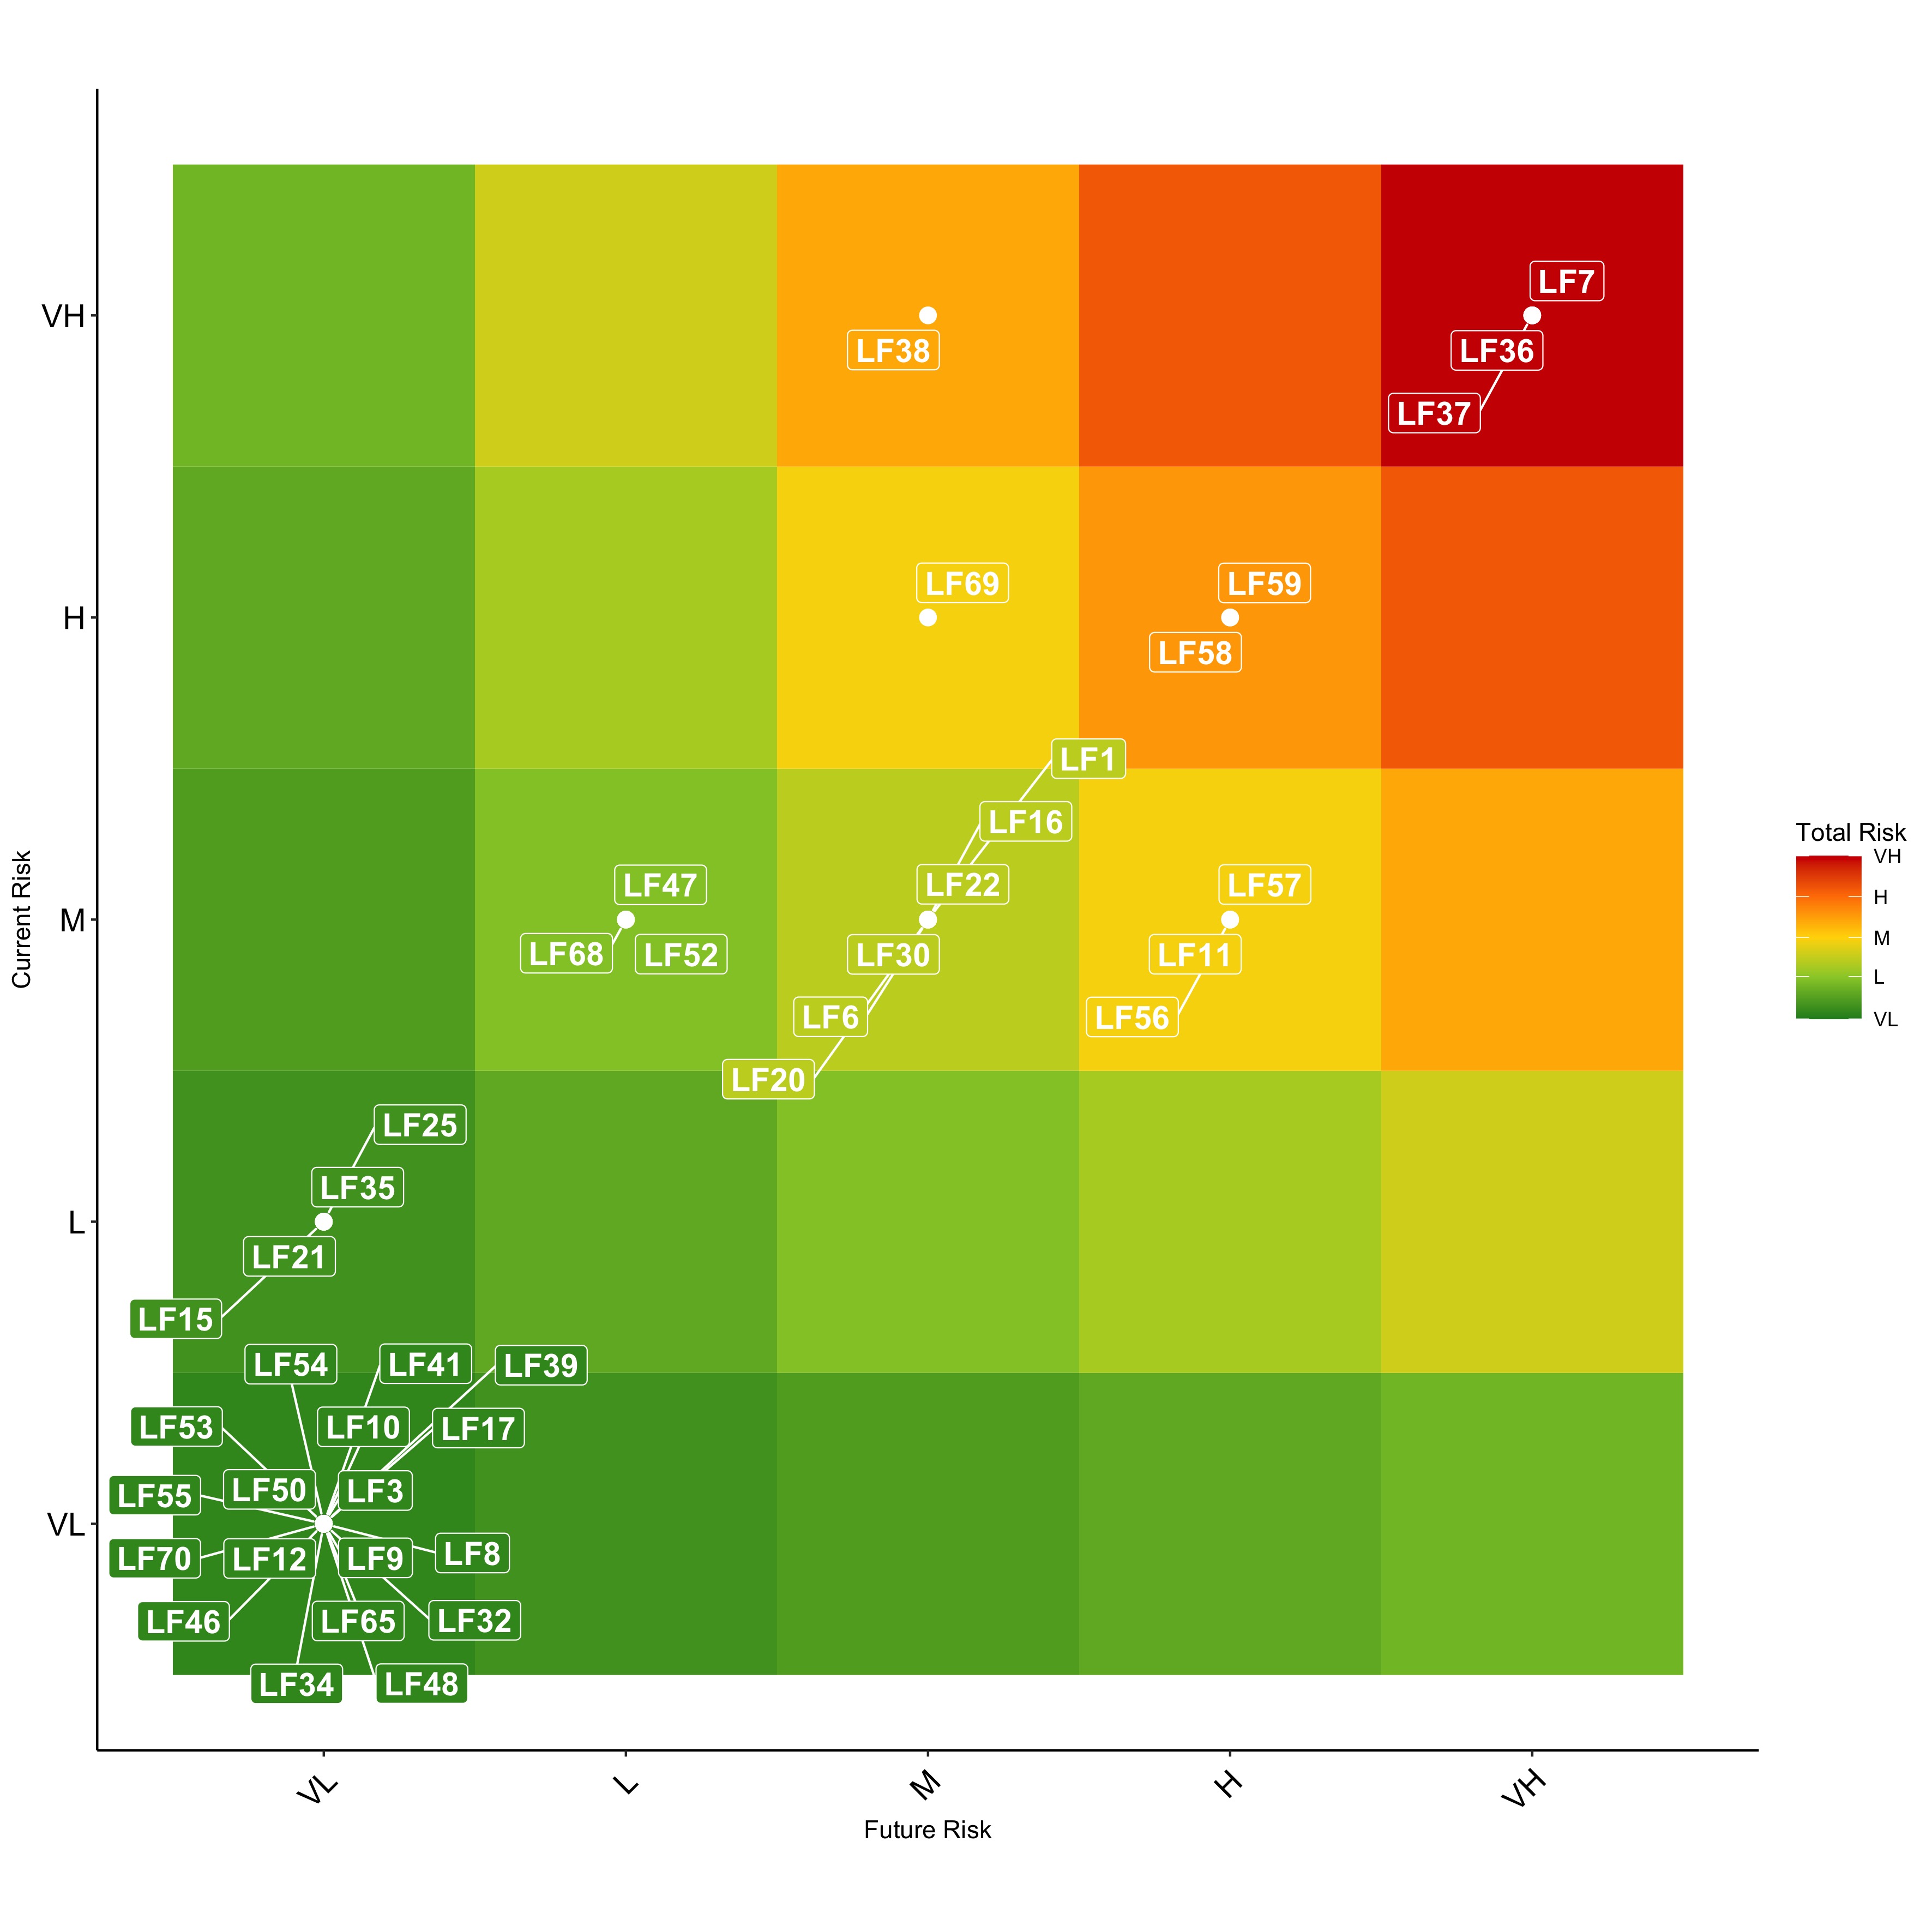 VH
H
M
L
VL
Current Risk
LF7
LF38
LF36
LF37
LF69
LF59
LF58
LF1
LF16
LF47
LF22
LF57
LF68
LF52
LF30
LF11
LF6
LF56
LF20
LF25
LF35
LF21
LF15
LF54
LF41
LF39
LF53
LF10
LF17
LF55
LF50
LF3
LF70
LF12
LF9
LF8
LF46
LF65
LF32
LF34
LF48
VL
L
M
H
VH
Future Risk
Total Risk
VH
H
M
L
VL